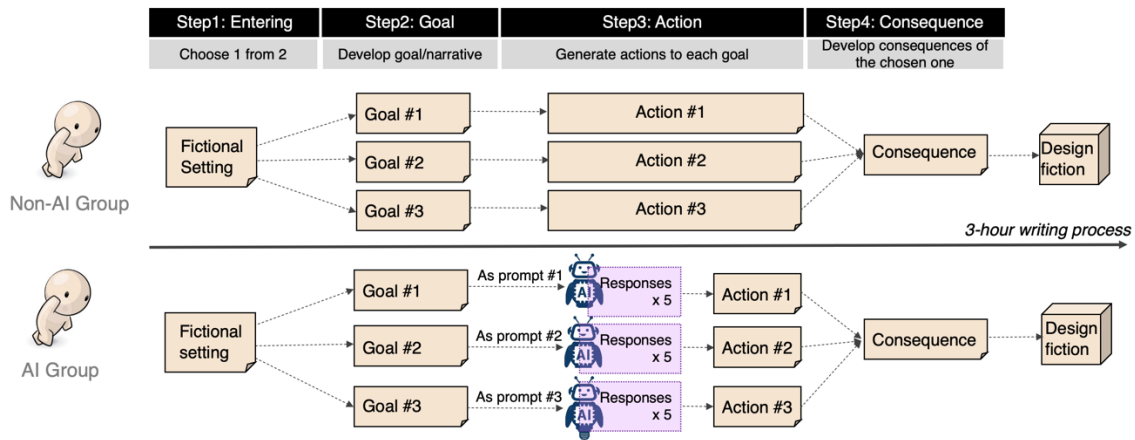 Step1: Entering
Step2: Goal
Step3: Action
Step4: Consequence
Choose 1 from 2
Develop goal/narrative
Generate actions to each goal
Develop consequences of
the chosen one
Non-AI Group
Fictional
Setting
Goal #1
Goal #2
Goal #3
Action #1
Action #2
Action #3
Consequence
Design
fiction
3-hour writing process
AI Group
Fictional
setting
Goal #1
Goal #2
Goal #3
As prompt #1
As prompt #2
As prompt #3
AI
Responses
x 5
AI
Responses
x 5
AI
Responses
x 5
Action #1
Action #2
Action #3
Consequence
Design
fiction